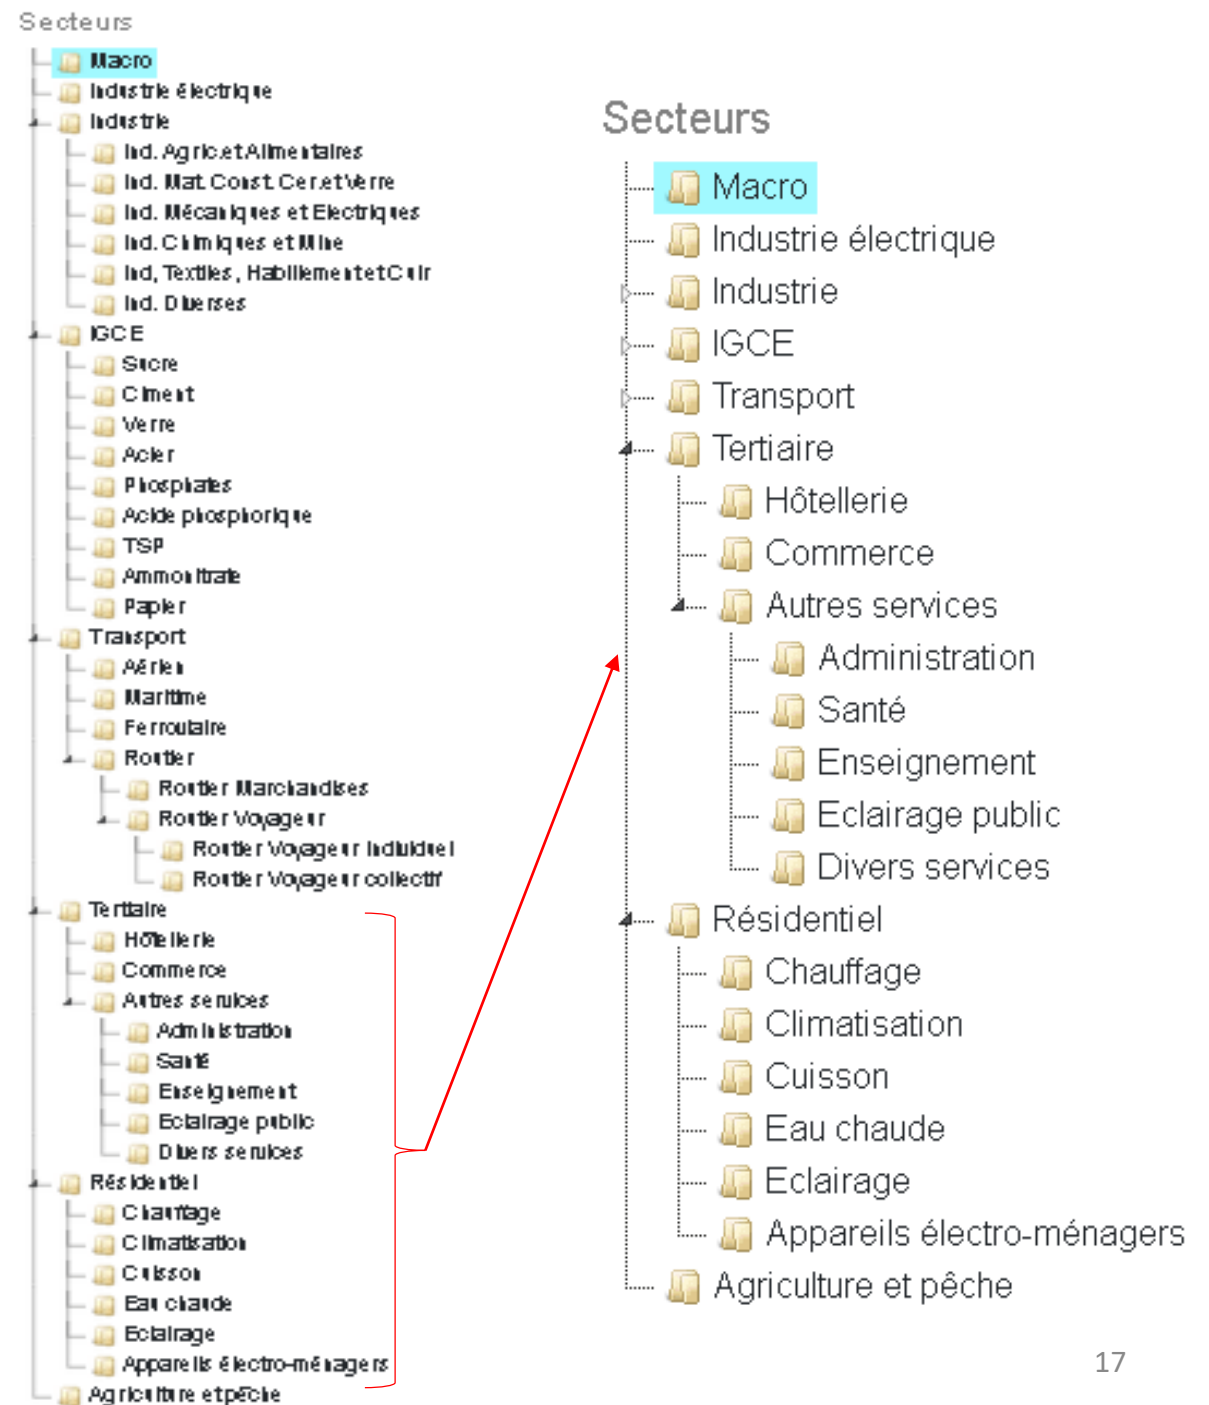 Secteurs
Macro
Industrie électrique
Industrie
Ind. Agric.et Alimentaires
Ind. Mat. Const. Cer.et Verre
Ind. Mécaniques et Electriques
Ind. Chimiques et Mine
Ind, Textiles, Habillement et Cuir
Ind. Diverses
IGCE
Sucre
Ciment
Verre
Acier
Phosphates
Acide phosphorique
TSP
Ammonitrate
Papier
Transport
Aérien
Maritime
Ferroutaire
Routier
Routier Marchandises
Routier Voyageur
Routier Voyageur Individuel
Routier Voyageur collectif
Tertiaire
Hôtellerie
Commerce
Autres services
Administration
Santé
Enseignement
Eclairage public
Divers services
Résidentiel
Chauffage
Climatisation
Cuisson
Eau chaude
Eclairage
Appareils électro-ménagers
Agriculture et pêche
Secteurs
Macro
Industrie électrique
Industrie
IGCE
Transport
Tertiaire
Hôtellerie
Commerce
Autres services
Administration
Santé
Enseignement
Eclairage public
Divers services
Résidentiel
Chauffage
Climatisation
Cuisson
Eau chaude
Eclairage
Appareils électro-ménagers
Agriculture et pêche
17